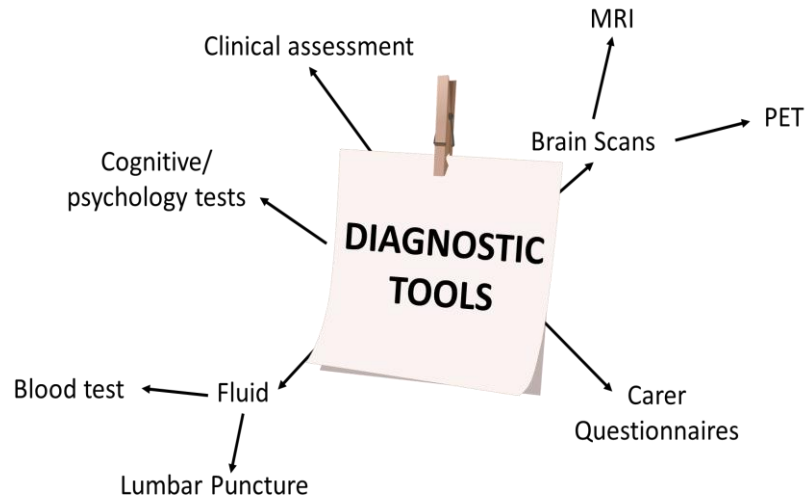 MRI
Clinical assessment
PET
Brain Scans
Cognitive/
psychology tests
DIAGNOSTIC
TOOLS
Blood test
Fluid
Carer
Questionnaires
Lumbar Puncture